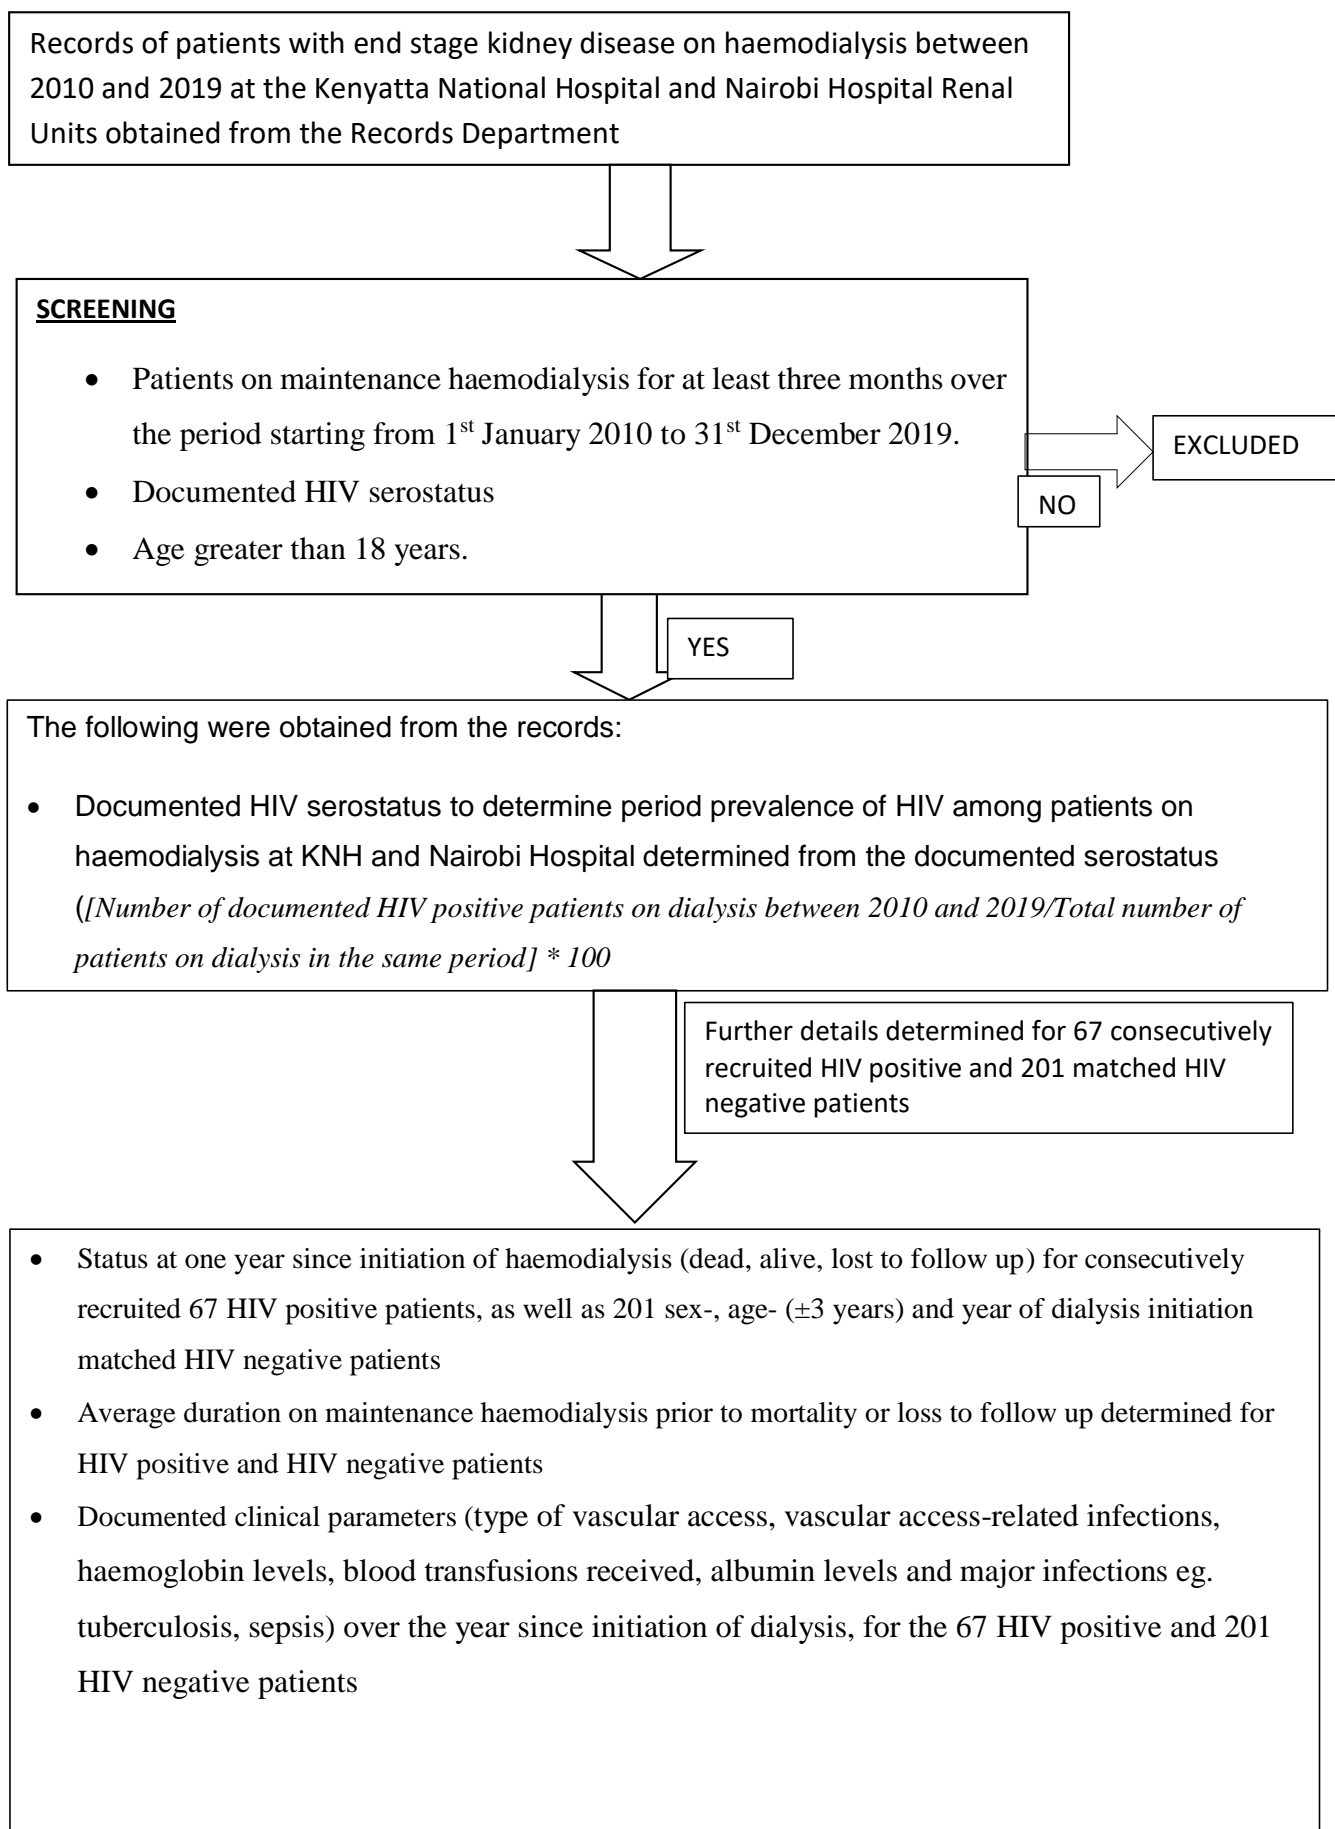 Records of patients with end stage kidney disease on haemodialysis between
2010 and 2019 at the Kenyatta National Hospital and Nairobi Hospital Renal
Units obtained from the Records Department
SCREENING
• Patients on maintenance haemodialysis for at least three months over
the period starting from 1st January 2010 to 31st December 2019.
• Documented HIV serostatus
• Age greater than 18 years.
EXCLUDED
NO
YES
The following were obtained from the records:
• Documented HIV serostatus to determine period prevalence of HIV among patients on
haemodialysis at KNH and Nairobi Hospital determined from the documented serostatus
([Number of documented HIV positive patients on dialysis between 2010 and 2019/Total number of
patients on dialysis in the same period] * 100
Further details determined for 67 consecutively
recruited HIV positive and 201 matched HIV
negative patients
• Status at one year since initiation of haemodialysis (dead, alive, lost to follow up) for consecutively
recruited 67 HIV positive patients, as well as 201 sex-, age- (±3 years) and year of dialysis initiation
matched HIV negative patients
• Average duration on maintenance haemodialysis prior to mortality or loss to follow up determined for
HIV positive and HIV negative patients
• Documented clinical parameters (type of vascular access, vascular access-related infections,
haemoglobin levels, blood transfusions received, albumin levels and major infections eg.
tuberculosis, sepsis) over the year since initiation of dialysis, for the 67 HIV positive and 201
HIV negative patients